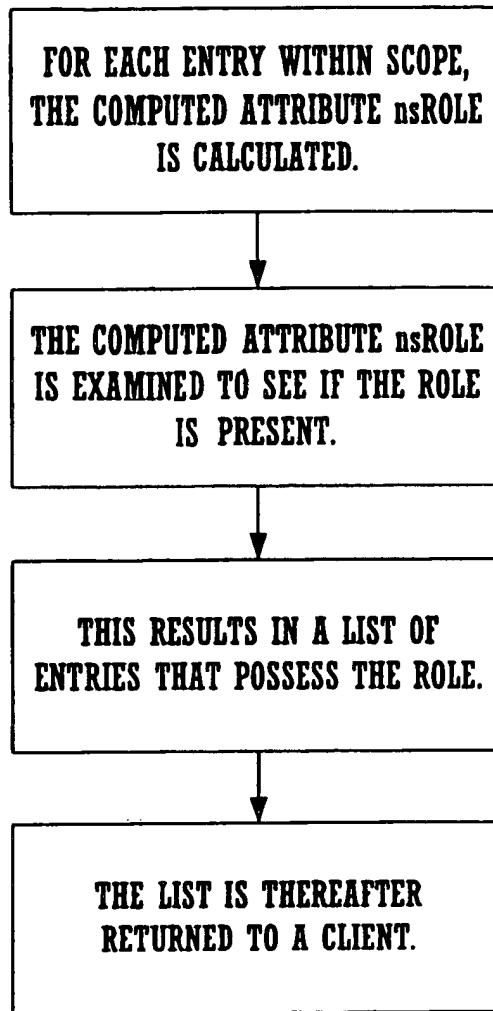 FOR EACH ENTRY WITHIN SCOPE,
THE COMPUTED ATTRIBUTE nsROLE
IS CALCULATED.
THE COMPUTED ATTRIBUTE nsROLE
IS EXAMINED TO SEE IF THE ROLE
IS PRESENT.
THIS RESULTS IN A LIST OF
ENTRIES THAT POSSESS THE ROLE.
THE LIST IS THEREAFTER
RETURNED TO A CLIENT.